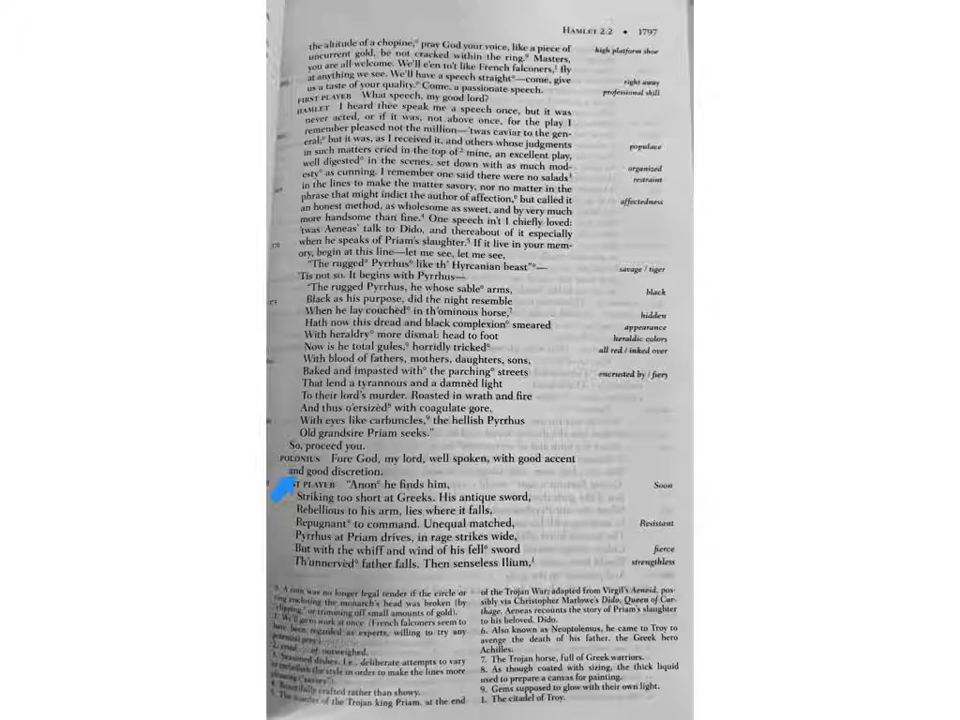 HAMLET 2.2 • 1797
the altitude of a chopine,° pray God your voice, like a piece of
uncurrent gold, be not cracked within the ring.⁰ Masters,
you are all welcome. We'll e'en to't like French falconers,¹ fly
at anything we see. We'll have a speech straight°—come, give
us a taste of your quality.° Come, a passionate speech.
FIRST PLAYER What speech, my good lord?
HAMLET I heard thee speak me a speech once, but it was
never acted, or if it was, not above once, for the play I
remember pleased not the million—'twas caviar to the gen-
eral;° but it was, as I received it, and others whose judgments
in such matters cried in the top of² mine, an excellent play,
well digested° in the scenes, set down with as much mod-
esty° as cunning. I remember one said there were no salads³
in the lines to make the matter savory, nor no matter in the
phrase that might indict the author of affection,° but called it
an honest method, as wholesome as sweet, and by very much
more handsome than fine.⁴ One speech in't I chiefly loved:
'twas Aeneas' talk to Dido, and thereabout of it especially
when he speaks of Priam's slaughter.⁵ If it live in your mem-
ory, begin at this line—let me see, let me see,
"The rugged⁰ Pyrrhus⁶ like th' Hyrcanian beast"°—
'Tis not so. It begins with Pyrrhus—
"The rugged Pyrrhus, he whose sable° arms,
Black as his purpose, did the night resemble
When he lay couchèd° in th'ominous horse,⁷
Hath now this dread and black complexion° smeared
With heraldry° more dismal: head to foot
Now is he total gules,° horridly tricked°
With blood of fathers, mothers, daughters, sons,
Baked and impasted with° the parching° streets
That lend a tyrannous and a damnèd light
To their lord's murder. Roasted in wrath and fire
And thus o'ersizèd⁸ with coagulate gore,
With eyes like carbuncles,⁹ the hellish Pyrrhus
Old grandsire Priam seeks."
So, proceed you.
POLONIUS Fore God, my lord, well spoken, with good accent
and good discretion.
ST PLAYER "Anon° he finds him,
Striking too short at Greeks. His antique sword,
Rebellious to his arm, lies where it falls,
Repugnant° to command. Unequal matched,
Pyrrhus at Priam drives, in rage strikes wide,
But with the whiff and wind of his fell° sword
Th'unnervèd° father falls. Then senseless Ilium,¹
high platform shoe
right away
professional skill
populace
organized
restraint
affectedness
savage / tiger
black
hidden
appearance
heraldic colors
all red / inked over
encrusted by / fiery
Soon
Resistant
fierce
strengthless
A coin was no longer legal tender if the circle or
ring enclosing the monarch's head was broken (by
"clipping," or trimming off small amounts of gold).
We'll go to work at once (French falconers seem to
have been regarded as experts, willing to try any
potential prey).
outweighed.
Seasoned dishes. I.e., deliberate attempts to vary
the style in order to make the lines more
4. Beautifully crafted rather than showy.
of the Trojan king Priam, at the end
of the Trojan War; adapted from Virgil's Aeneid, pos-
sibly via Christopher Marlowe's Dido, Queen of Car-
thage. Aeneas recounts the story of Priam's slaughter
to his beloved, Dido.
6. Also known as Neoptolemus, he came to Troy to
avenge the death of his father, the Greek hero
Achilles.
7. The Trojan horse, full of Greek warriors.
8. As though coated with sizing, the thick liquid
used to prepare a canvas for painting.
9. Gems supposed to glow with their own light.
1. The citadel of Troy.